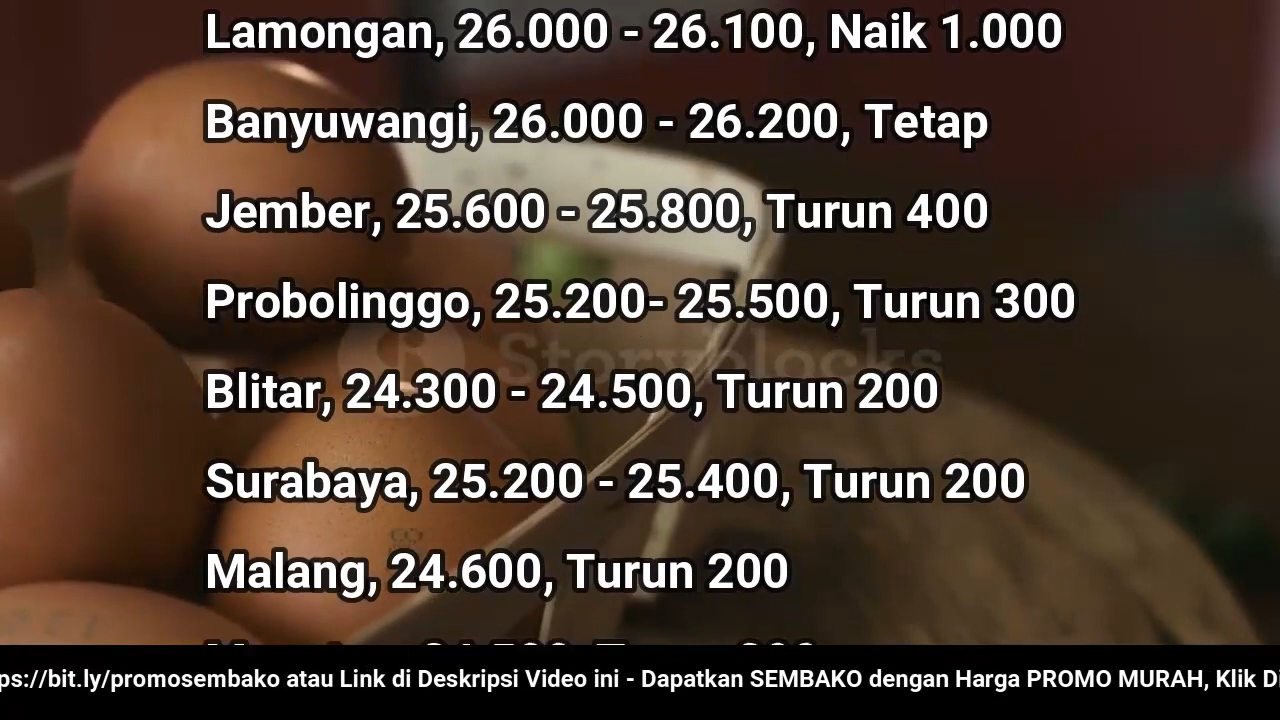 Lamongan, 26.000 - 26.100, Naik 1.000
Banyuwangi, 26.000 - 26.200, Tetap
Jember, 25.600 - 25.800, Turun 400
Probolinggo, 25.200- 25.500, Turun 300
Storyblocks
Blitar, 24.300 - 24.500, Turun 200
Surabaya, 25.200 - 25.400, Turun 200
Malang, 24.600, Turun 200
ps://bit.ly/promosembako atau Link di Deskripsi Video ini - Dapatkan SEMBAKO dengan Harga PROMO MURAH, Klik Di